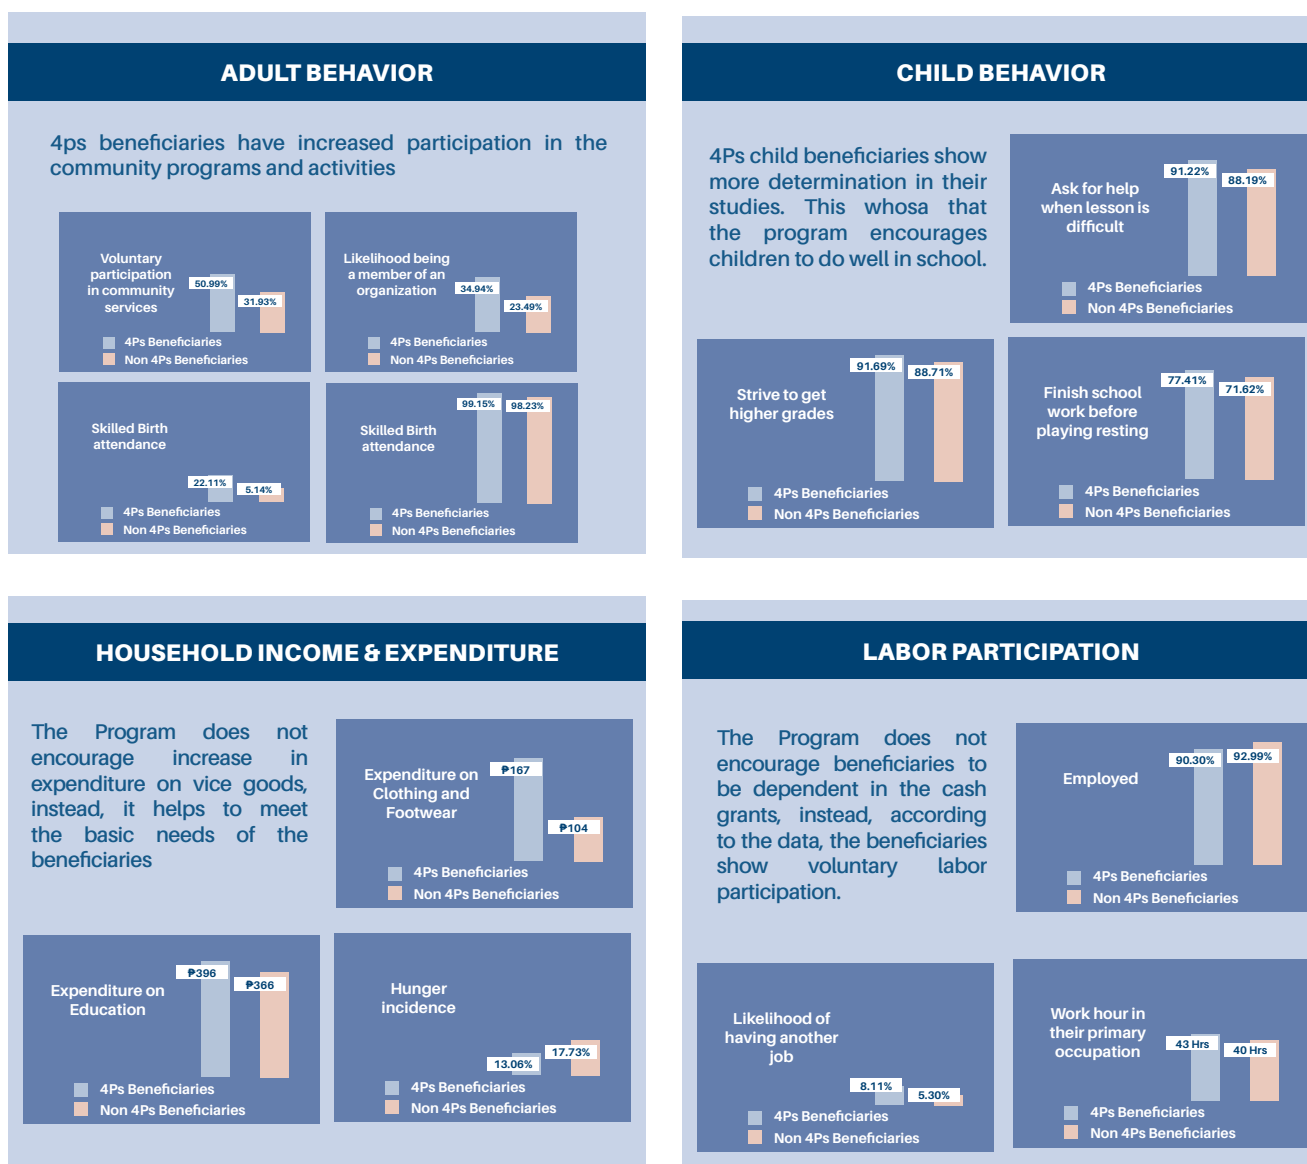 ADULT BEHAVIOR
4ps beneficiaries have increased participation in the
community programs and activities
Voluntary
participation
in community
services
50.99%
31.93%
4Ps Beneficiaries
Non 4Ps Beneficiaries
Likelihood being
a member of an
organization
34.94%
23.49%
4Ps Beneficiaries
Non 4Ps Beneficiaries
Skilled Birth
attendance
22.11%
5.14%
4Ps Beneficiaries
Non 4Ps Beneficiaries
Skilled Birth
attendance
99.15%
98.23%
4Ps Beneficiaries
Non 4Ps Beneficiaries
CHILD BEHAVIOR
4Ps child beneficiaries show
more determination in their
studies. This whosa that
the program encourages
children to do well in school.
Ask for help
when lesson is
difficult
91.22%
88.19%
4Ps Beneficiaries
Non 4Ps Beneficiaries
Strive to get
higher grades
91.69%
88.71%
4Ps Beneficiaries
Non 4Ps Beneficiaries
Finish school
work before
playing resting
77.41%
71.62%
4Ps Beneficiaries
Non 4Ps Beneficiaries
HOUSEHOLD INCOME & EXPENDITURE
The Program does not
encourage increase in
expenditure on vice goods,
instead, it helps to meet
the basic needs of the
beneficiaries
Expenditure on
Clothing and
Footwear
₱167
₱104
4Ps Beneficiaries
Non 4Ps Beneficiaries
Expenditure on
Education
₱396
₱366
4Ps Beneficiaries
Non 4Ps Beneficiaries
Hunger
incidence
13.06%
17.73%
4Ps Beneficiaries
Non 4Ps Beneficiaries
LABOR PARTICIPATION
The Program does not
encourage beneficiaries to
be dependent in the cash
grants, instead, according
to the data, the beneficiaries
show voluntary labor
participation.
Employed
90.30%
92.99%
4Ps Beneficiaries
Non 4Ps Beneficiaries
Likelihood of
having another
job
8.11%
5.30%
4Ps Beneficiaries
Non 4Ps Beneficiaries
Work hour in
their primary
occupation
43 Hrs
40 Hrs
4Ps Beneficiaries
Non 4Ps Beneficiaries